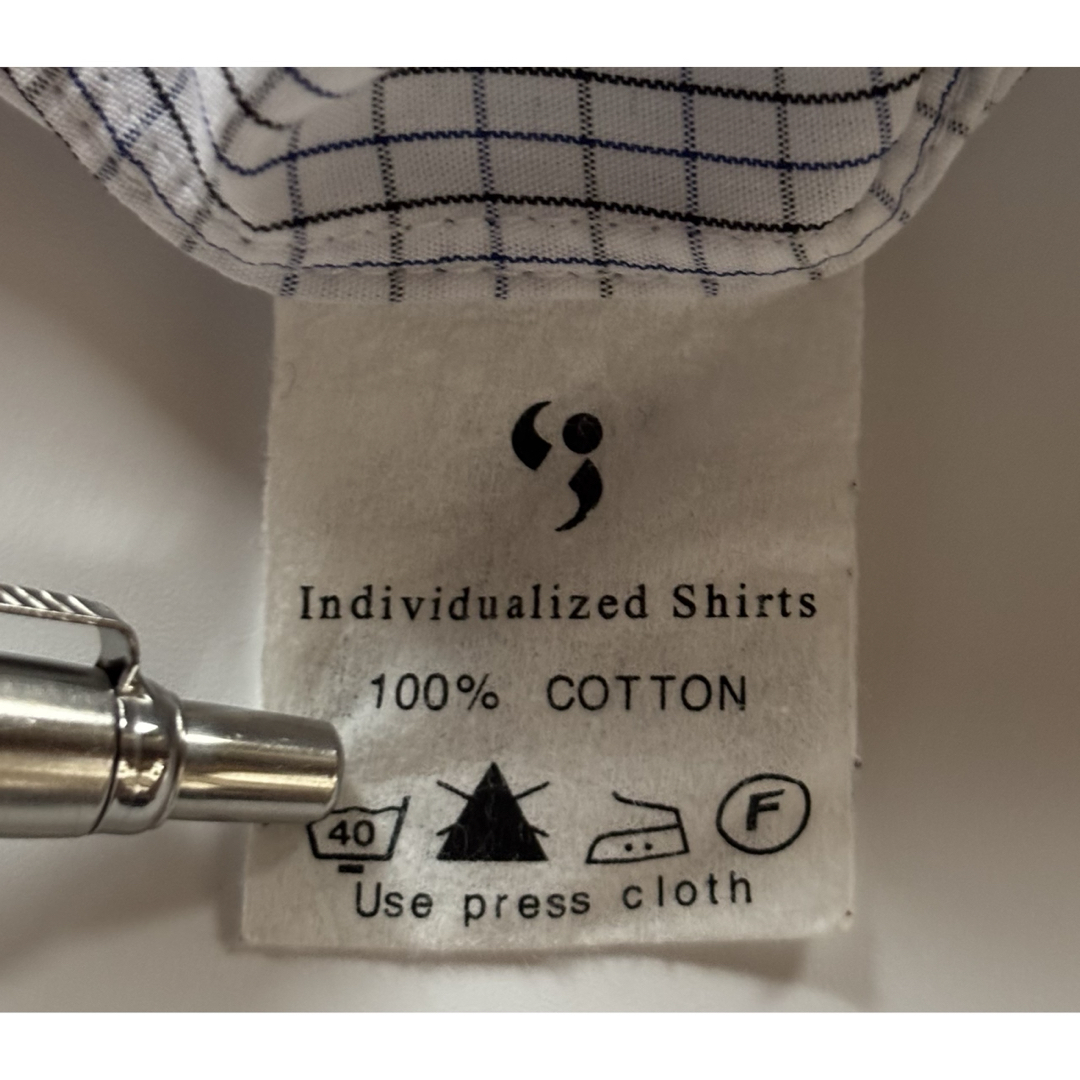 Individualized Shirts
100% COTTON
40 F
Use press cloth